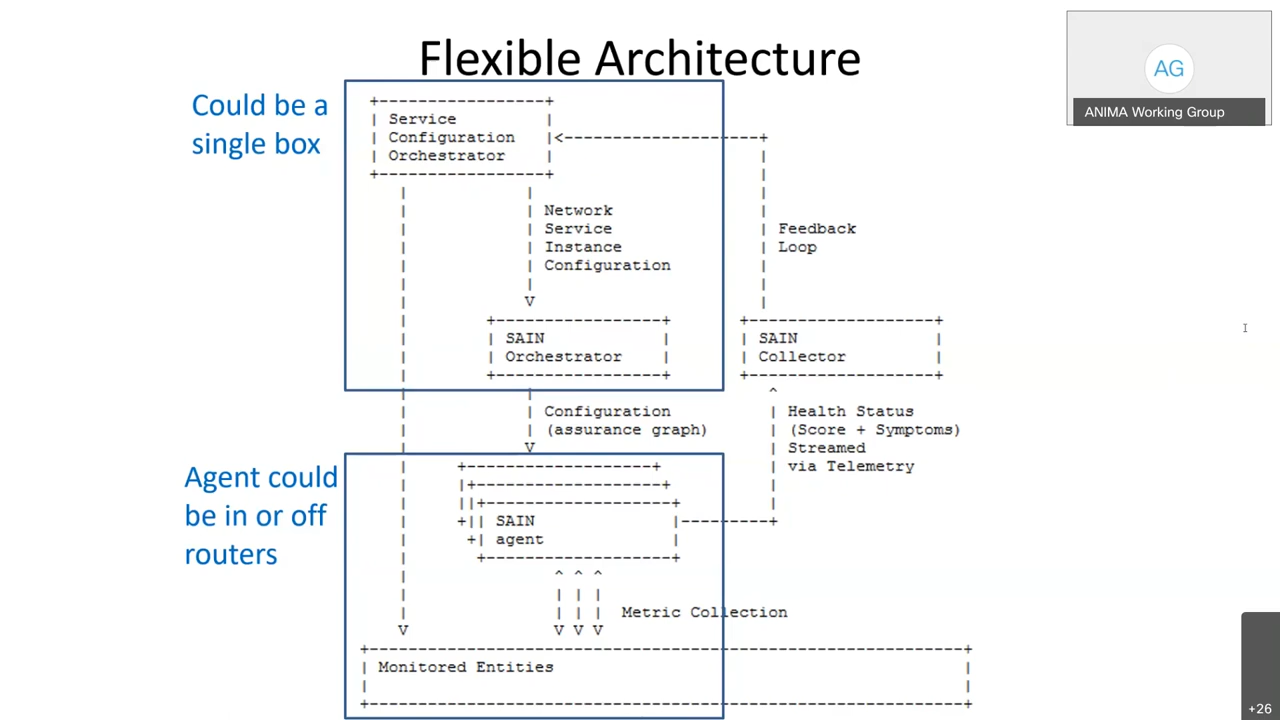 Flexible Architecture
AG
ANIMA Working Group
Could be a
single box
Service
Configuration
Orchestrator
Network
Service
Instance
Configuration
Feedback
Loop
SAIN
Orchestrator
SAIN
Collector
Configuration
(assurance graph)
Health Status
(Score + Symptoms)
Streamed
via Telemetry
Agent could
be in or off
routers
SAIN
agent
Metric Collection
Monitored Entities
+26